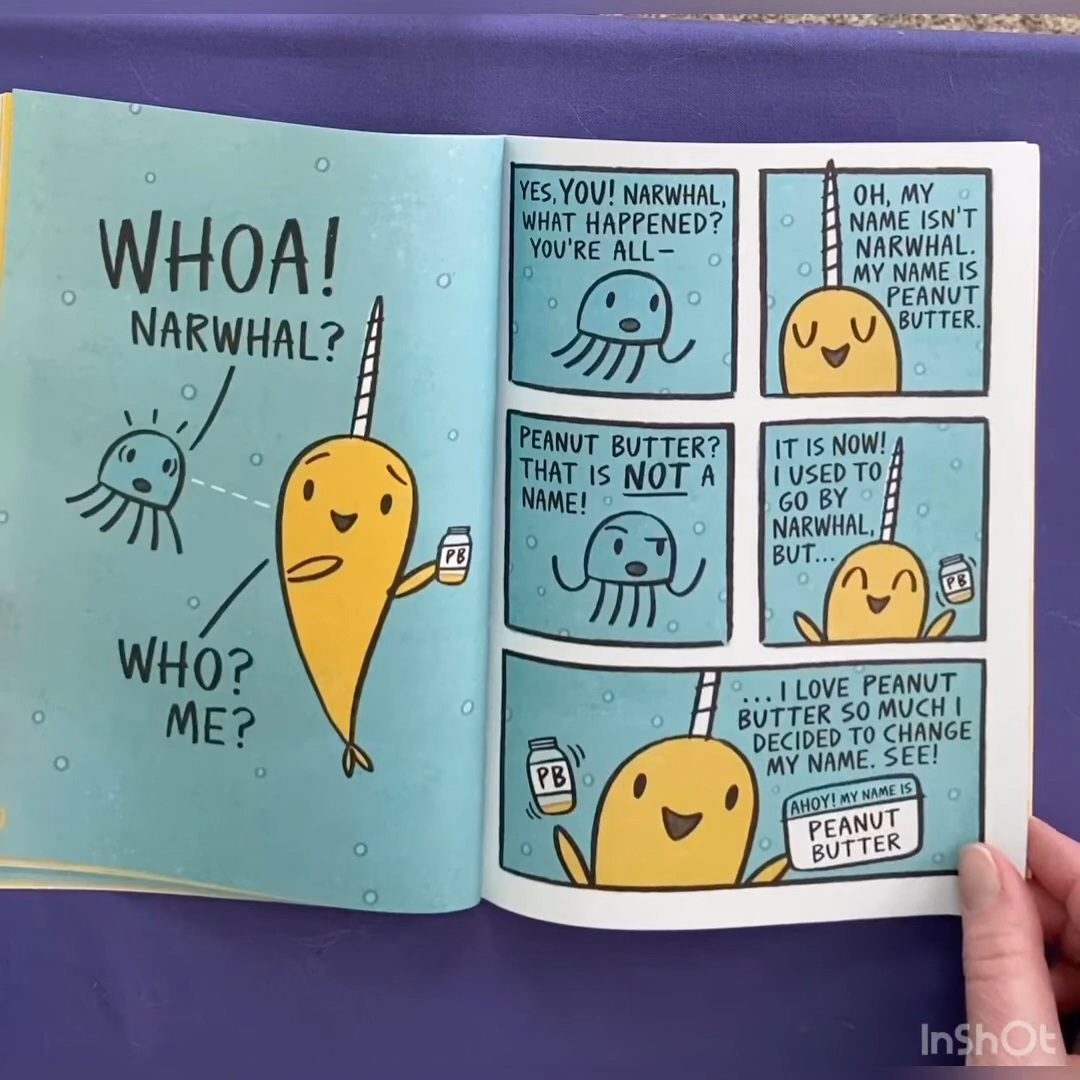 WHOA!
NARWHAL?
WHO?
ME?
PB
YES, YOU! NARWHAL,
WHAT HAPPENED?
YOU'RE ALL—
OH, MY
NAME ISN'T
NARWHAL.
MY NAME IS
PEANUT
BUTTER.
PEANUT BUTTER?
THAT IS NOT A
NAME!
IT IS NOW!
I USED TO
GO BY
NARWHAL,
BUT...
PB
...I LOVE PEANUT
BUTTER SO MUCH I
DECIDED TO CHANGE
MY NAME. SEE!
PB
AHOY! MY NAME IS
PEANUT
BUTTER
InShOt